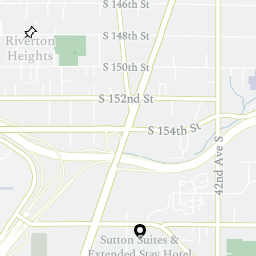 S 146th St
Riverton
Heights
S 148th St
S 150th St
S 152nd St
S 154th St
42nd Ave S
Sutton Suites &
Extended Stay Hotel